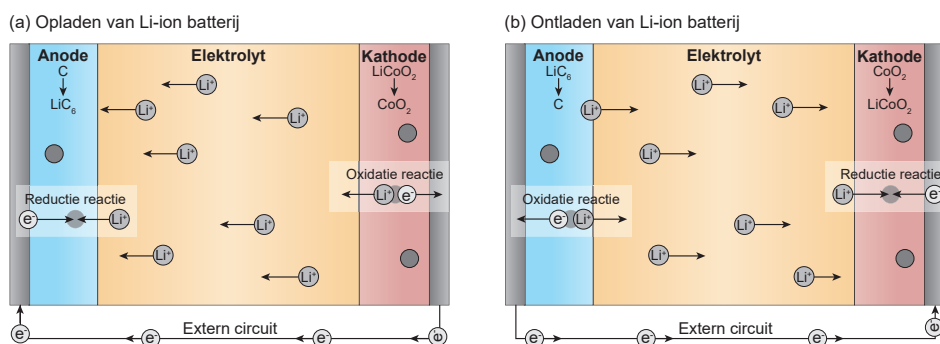 (a) Opladen van Li-ion batterij
Anode
C
LiC₆
Elektrolyt
Kathode
LiCoO₂
CoO₂
Li⁺
Li⁺
Li⁺
Li⁺
Oxidatie reactie
Li⁺ e⁻
Reductie reactie
e⁻ Li⁺
Li⁺
Li⁺
Li⁺
e⁻ e⁻ e⁻ e⁻
Extern circuit
(b) Ontladen van Li-ion batterij
Anode
LiC₆
C
Elektrolyt
Kathode
CoO₂
LiCoO₂
Li⁺
Li⁺
Li⁺
Li⁺
Reductie reactie
Li⁺ e⁻
Oxidatie reactie
e⁻ Li⁺
Li⁺
Li⁺
Li⁺
Extern circuit
e⁻ e⁻ e⁻ e⁻